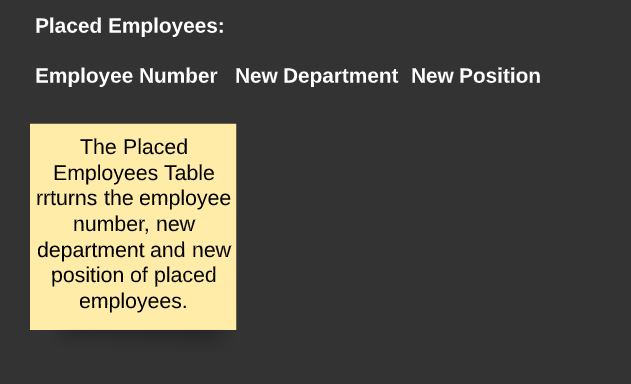 Placed Employees:
Employee Number New Department New Position
The Placed
Employees Table
rrturns the employee
number, new
department and new
position of placed
employees.